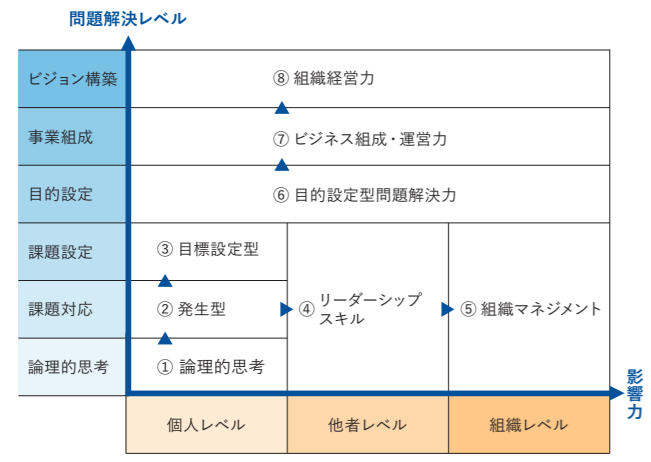 問題解決レベル
ビジョン構築
⑧ 組織経営力
事業組成
⑦ ビジネス組成・運営力
目的設定
⑥ 目的設定型問題解決力
課題設定
③ 目標設定型
課題対応
② 発生型
④ リーダーシップ
スキル
⑤ 組織マネジメント
論理的思考
① 論理的思考
影響力
個人レベル
他者レベル
組織レベル